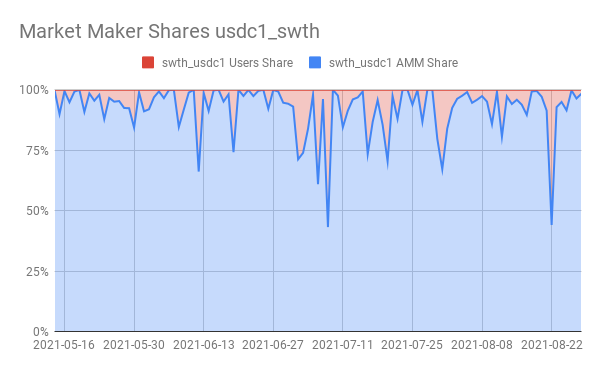 Market Maker Shares usdc1_swth
swth_usdc1 Users Share swth_usdc1 AMM Share
100%
75%
50%
25%
0%
2021-05-16 2021-05-30 2021-06-13 2021-06-27 2021-07-11 2021-07-25 2021-08-08 2021-08-22